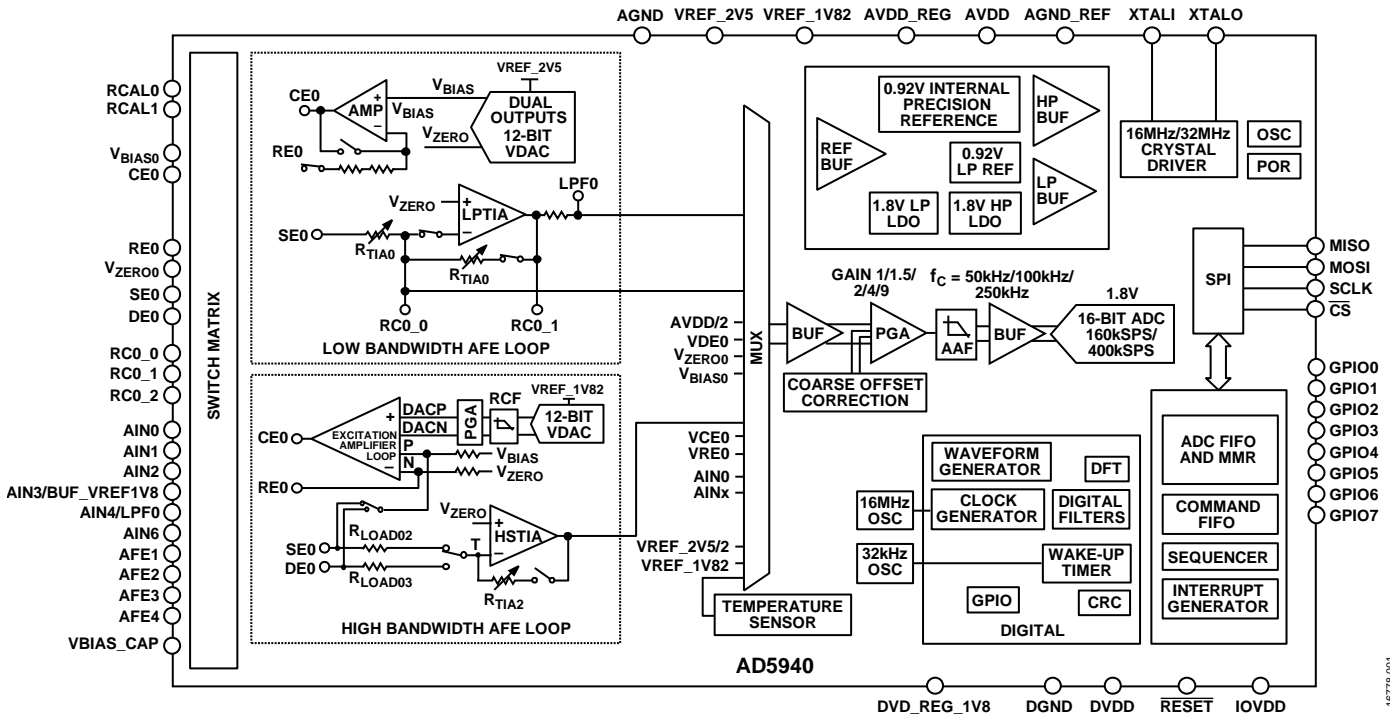 AGND
VREF_2V5
VREF_1V82
AVDD_REG
AVDD
AGND_REF
XTALI
XTALO
RCAL0
RCAL1
VBIAS0
CE0
RE0
VZERO0
SE0
DE0
RC0_0
RC0_1
RC0_2
AIN0
AIN1
AIN2
AIN3/BUF_VREF1V8
AIN4/LPF0
AIN6
AFE1
AFE2
AFE3
AFE4
VBIAS_CAP
SWITCH MATRIX
VREF_2V5
CE0
AMP
+
−
VBIAS
VBIAS
VZERO
DUAL
OUTPUTS
12-BIT
VDAC
RE0
LPF0
VZERO
+
LPTIA
−
SE0
RTIA0
RTIA0
RC0_0
RC0_1
LOW BANDWIDTH AFE LOOP
VREF_1V82
RCF
DACP
DACN
PGA
12-BIT
VDAC
CE0
+
EXCITATION
AMPLIFIER
LOOP
P
N
−
VBIAS
VZERO
RE0
VZERO
+
HSTIA
−
T
RLOAD02
SE0
DE0
RLOAD03
RTIA2
HIGH BANDWIDTH AFE LOOP
MUX
AVDD/2
VDE0
VZERO0
VBIAS0
VCE0
VRE0
AIN0
AINx
VREF_2V5/2
VREF_1V82
TEMPERATURE
SENSOR
0.92V INTERNAL
PRECISION
REFERENCE
HP
BUF
REF
BUF
0.92V
LP REF
LP
BUF
1.8V LP
LDO
1.8V HP
LDO
16MHz/32MHz
CRYSTAL
DRIVER
OSC
POR
GAIN 1/1.5/
2/4/9
fC = 50kHz/100kHz/
250kHz
1.8V
BUF
PGA
AAF
BUF
16-BIT ADC
160kSPS/
400kSPS
COARSE OFFSET
CORRECTION
SPI
MISO
MOSI
SCLK
CS
GPIO0
GPIO1
GPIO2
GPIO3
GPIO4
GPIO5
GPIO6
GPIO7
WAVEFORM
GENERATOR
DFT
16MHz
OSC
CLOCK
GENERATOR
DIGITAL
FILTERS
32kHz
OSC
WAKE-UP
TIMER
GPIO
CRC
DIGITAL
ADC FIFO
AND MMR
COMMAND
FIFO
SEQUENCER
INTERRUPT
GENERATOR
AD5940
DVD_REG_1V8
DGND
DVDD
RESET
IOVDD
16778-001